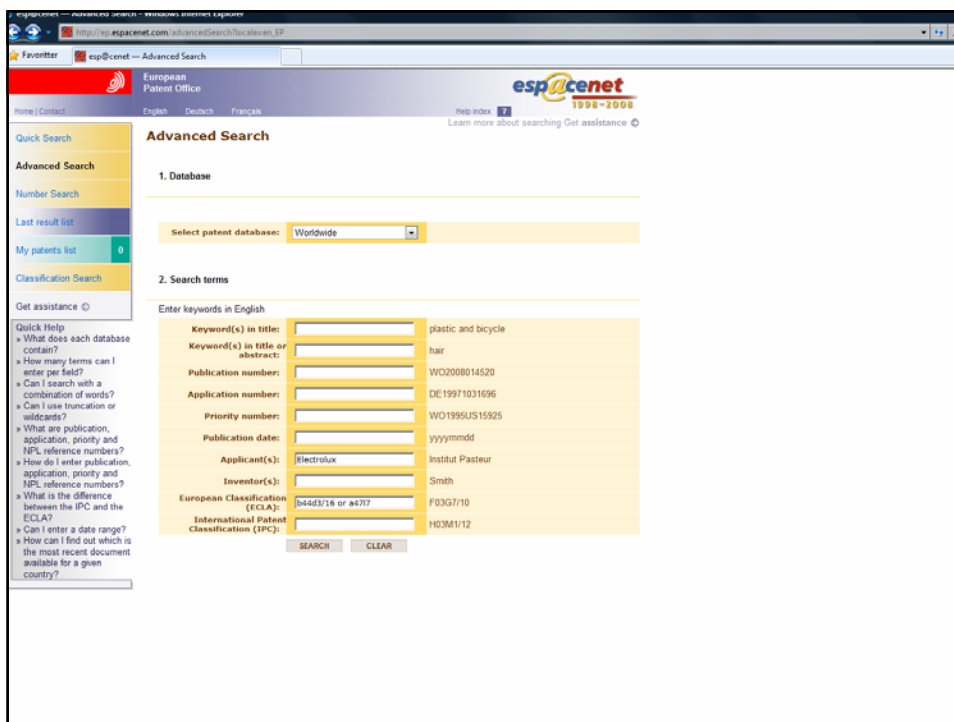 esp@cenet — Advanced Search - Windows Internet Explorer
http://ep.espacenet.com/advancedSearch?locale=en_EP
Favoritter
esp@cenet — Advanced Search
European
Patent Office
espacenet
1998-2008
Home | Contact
English Deutsch Français
Help index ?
Learn more about searching Get assistance
Quick Search
Advanced Search
Number Search
Last result list
My patents list 0
Classification Search
Get assistance
Quick Help
» What does each database
contain?
» How many terms can I
enter per field?
» Can I search with a
combination of words?
» Can I use truncation or
wildcards?
» What are publication,
application, priority and
NPL reference numbers?
» How do I enter publication,
application, priority and
NPL reference numbers?
» What is the difference
between the IPC and the
ECLA?
» Can I enter a date range?
» How can I find out which is
the most recent document
available for a given
country?
Advanced Search
1. Database
Select patent database: Worldwide
2. Search terms
Enter keywords in English
Keyword(s) in title: plastic and bicycle
Keyword(s) in title or
abstract: hair
Publication number: WO2008014520
Application number: DE19971031696
Priority number: WO1995US15925
Publication date: yyyymmdd
Applicant(s): Electrolux Institut Pasteur
Inventor(s): Smith
European Classification
(ECLA): b44d3/16 or a47l7 F03G7/10
International Patent
Classification (IPC): H03M1/12
SEARCH CLEAR